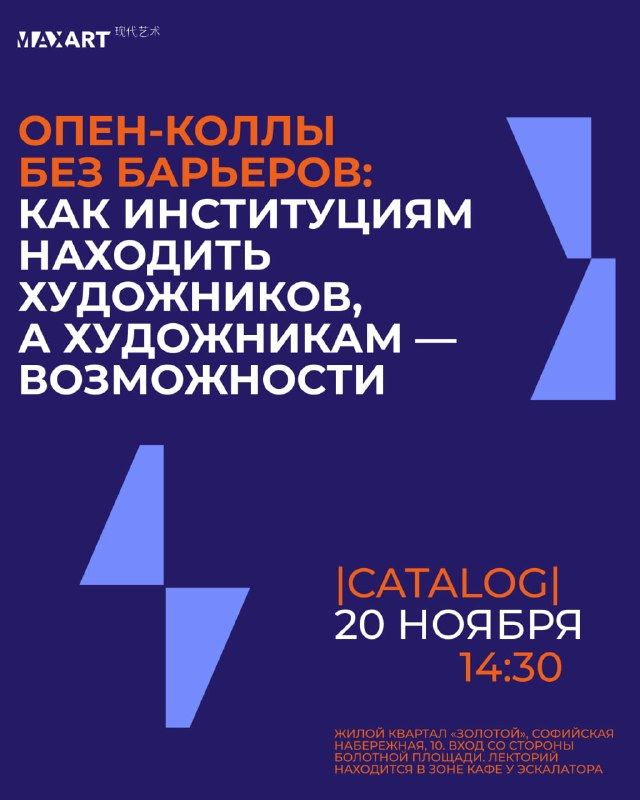 MAXART 现代艺术
ОПЕН-КОЛЛЫ
БЕЗ БАРЬЕРОВ:
КАК ИНСТИТУЦИЯМ
НАХОДИТЬ
ХУДОЖНИКОВ,
А ХУДОЖНИКАМ —
ВОЗМОЖНОСТИ
|CATALOG|
20 НОЯБРЯ
14:30
ЖИЛОЙ КВАРТАЛ «ЗОЛОТОЙ», СОФИЙСКАЯ
НАБЕРЕЖНАЯ, 10. ВХОД СО СТОРОНЫ
БОЛОТНОЙ ПЛОЩАДИ. ЛЕКТОРИЙ
НАХОДИТСЯ В ЗОНЕ КАФЕ У ЭСКАЛАТОРА